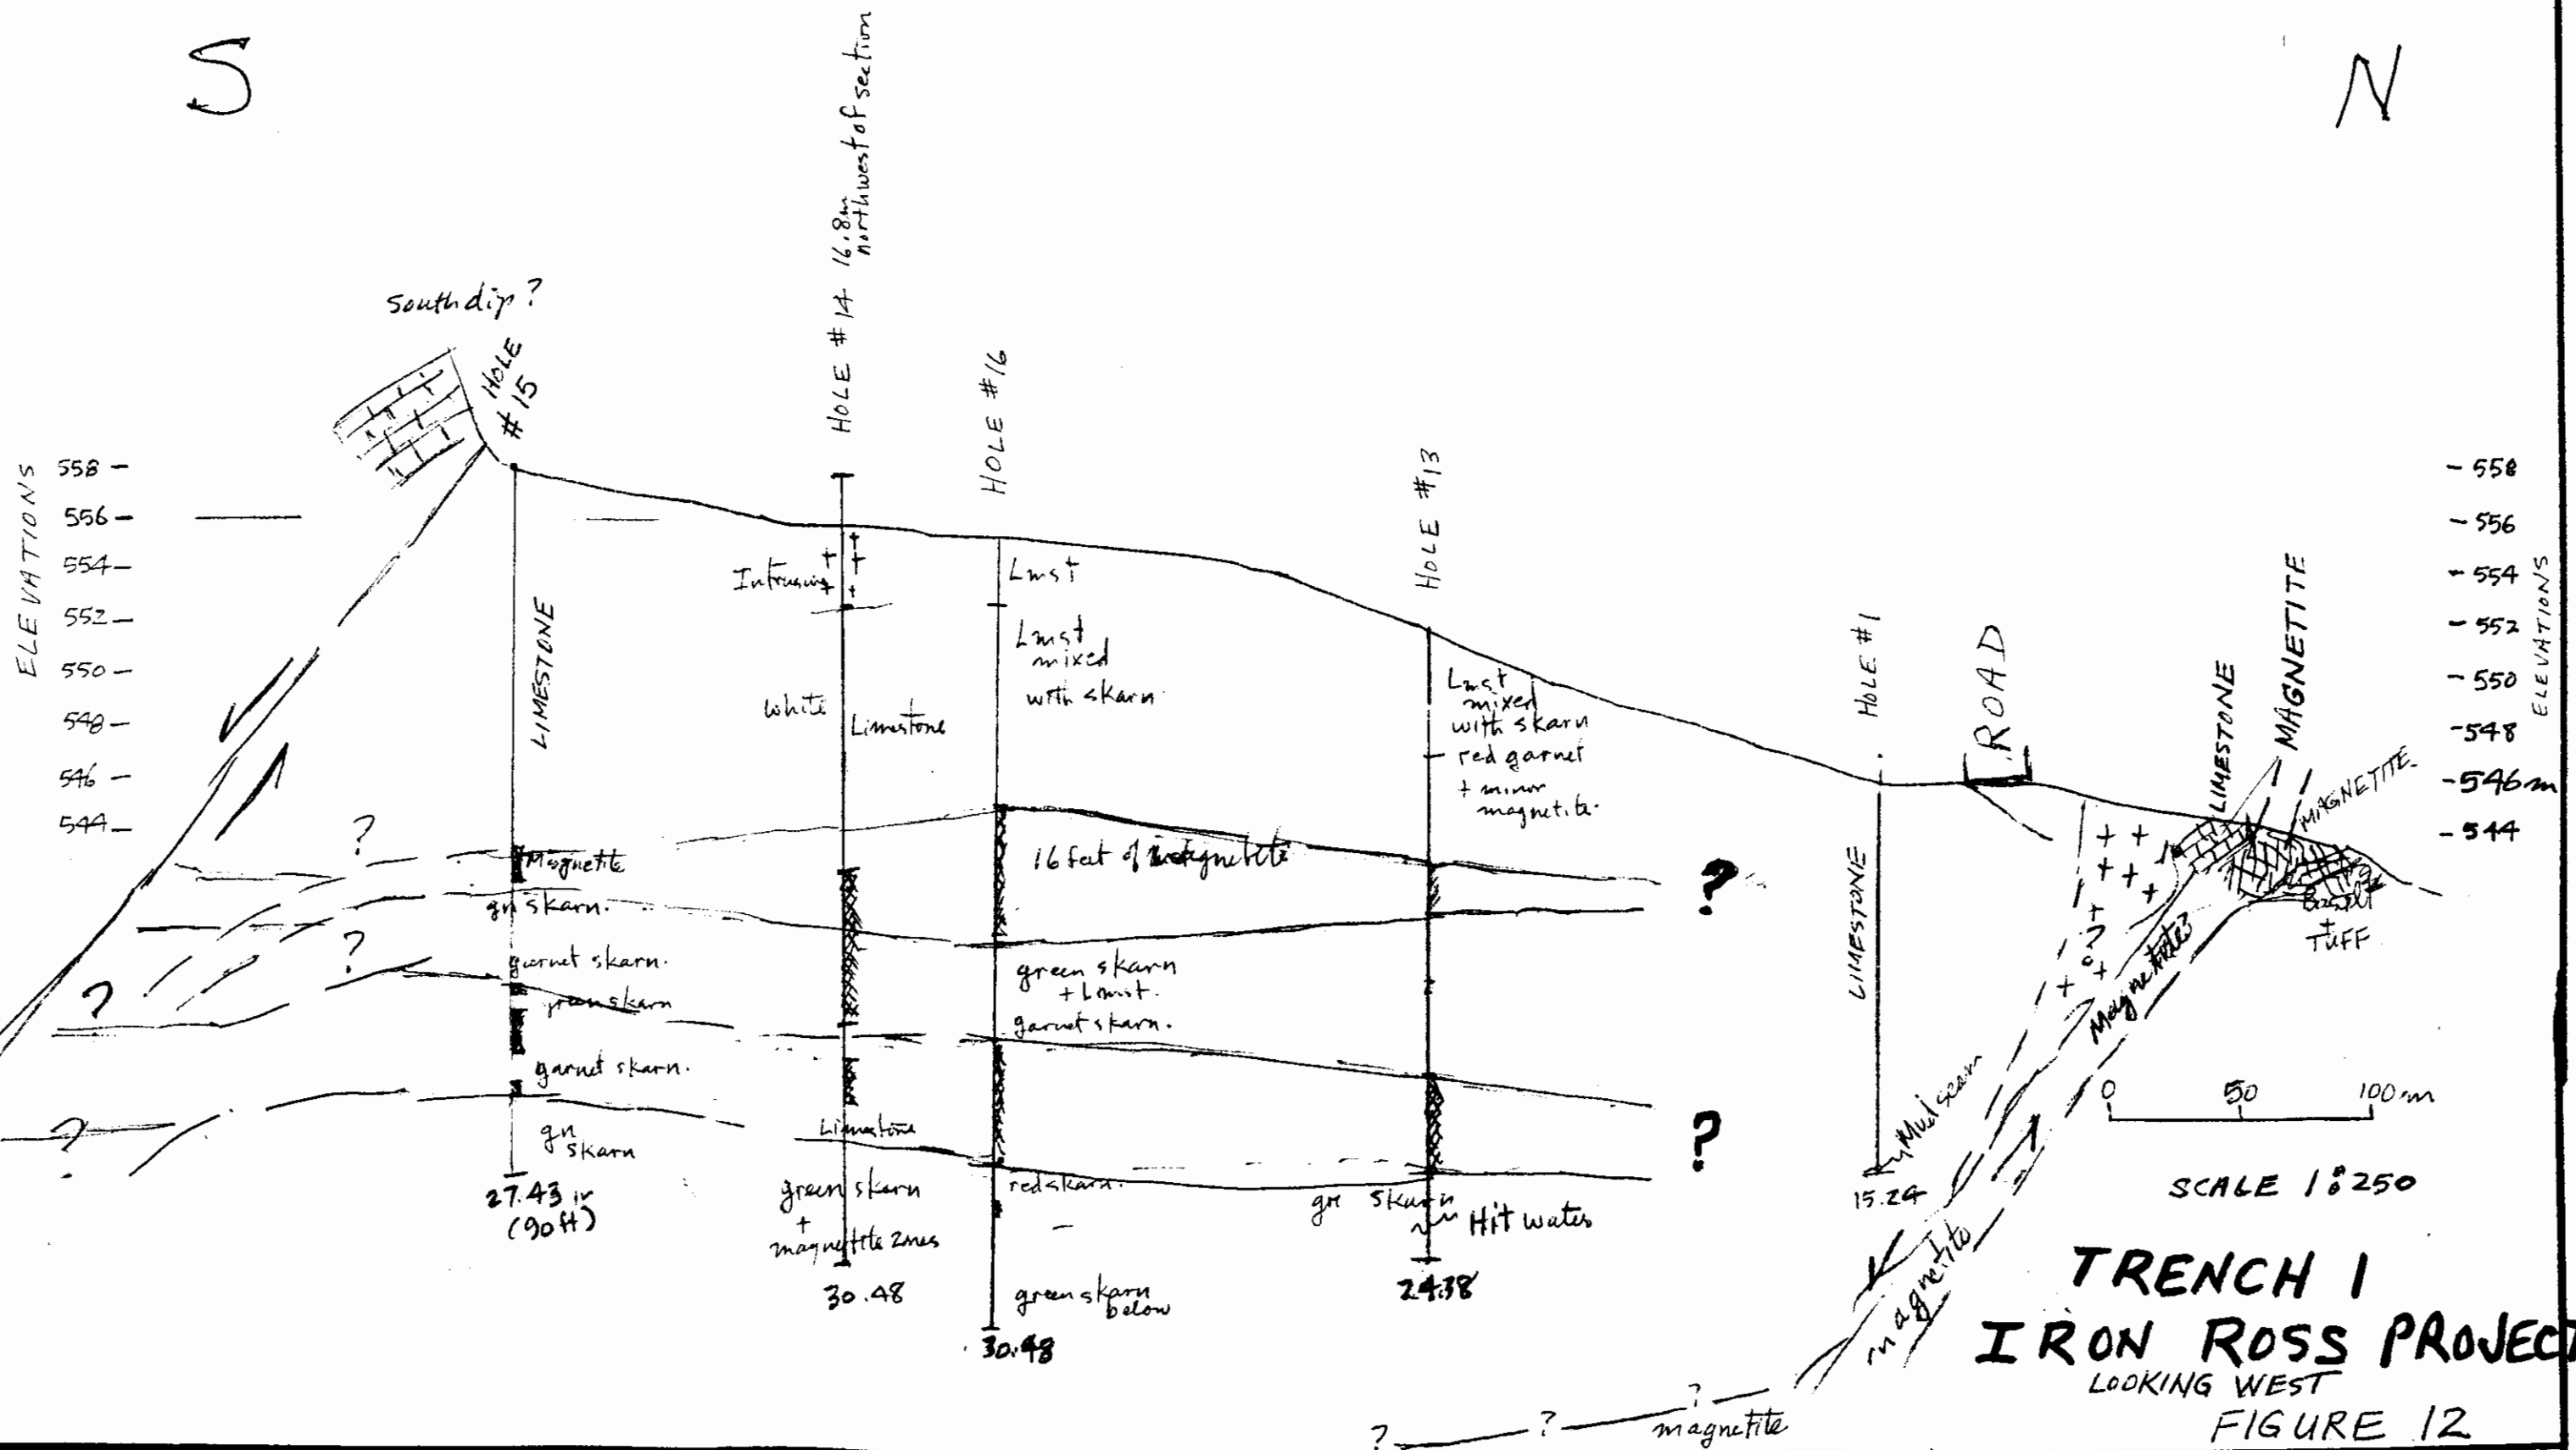 S
N
south dip?
HOLE
#15
HOLE #14 16.8m
northwest of section
HOLE #16
HOLE #13
HOLE #1
ROAD
LIMESTONE
MAGNETITE
MAGNETITE
ELEVATIONS
558 -
556 -
554 -
552 -
550 -
548 -
546 -
544 -
- 558
- 556
- 554
- 552
- 550
- 548
- 546m
- 544
ELEVATIONS
LIMESTONE
Magnetite
gn skarn.
garnet skarn.
green skarn
garnet skarn.
gn
skarn
27.43 m
(90ft)
Intrusive
White Limestone
Limestone
green skarn
+
magnetite zones
30.48
Lmst
Lmst
mixed
with skarn
16 feet of magnetite
green skarn
+ Lmst.
garnet skarn.
red skarn.
green skarn
below
30.48
Lmst
mixed
with skarn
red garnet
+ minor
magnetite.
gn skarn
Hit water
24.38
LIMESTONE
Mud seam
15.24
Basalt
+
TUFF
Magnetite?
magnetite
?
?
?
?
?
?
?
? ? ?
magnetite
0 50 100m
SCALE 1:250
TRENCH 1
IRON ROSS PROJECT
LOOKING WEST
FIGURE 12